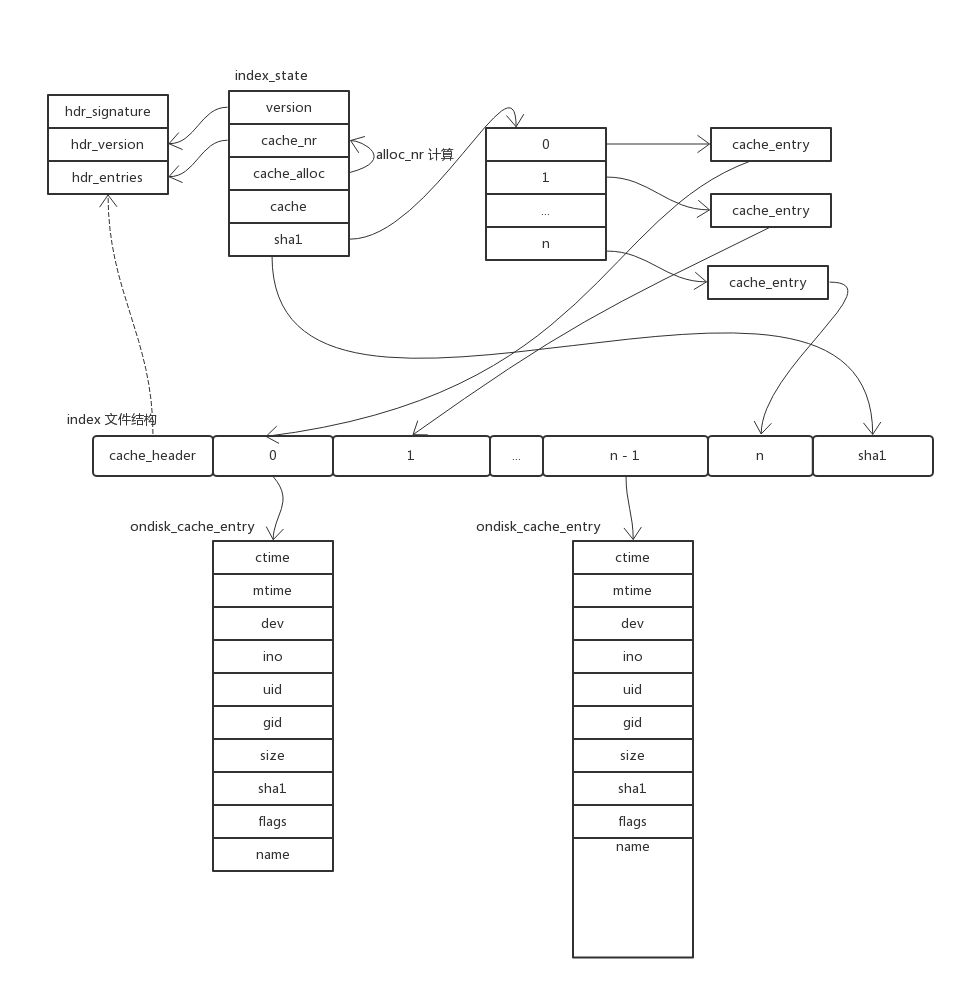 index_state
hdr_signature
hdr_version
hdr_entries
version
cache_nr
cache_alloc
cache
sha1
alloc_nr 计算
0
1
...
n
cache_entry
cache_entry
cache_entry
index 文件结构
cache_header
0
1
...
n - 1
n
sha1
ondisk_cache_entry
ctime
mtime
dev
ino
uid
gid
size
sha1
flags
name
ondisk_cache_entry
ctime
mtime
dev
ino
uid
gid
size
sha1
flags
name